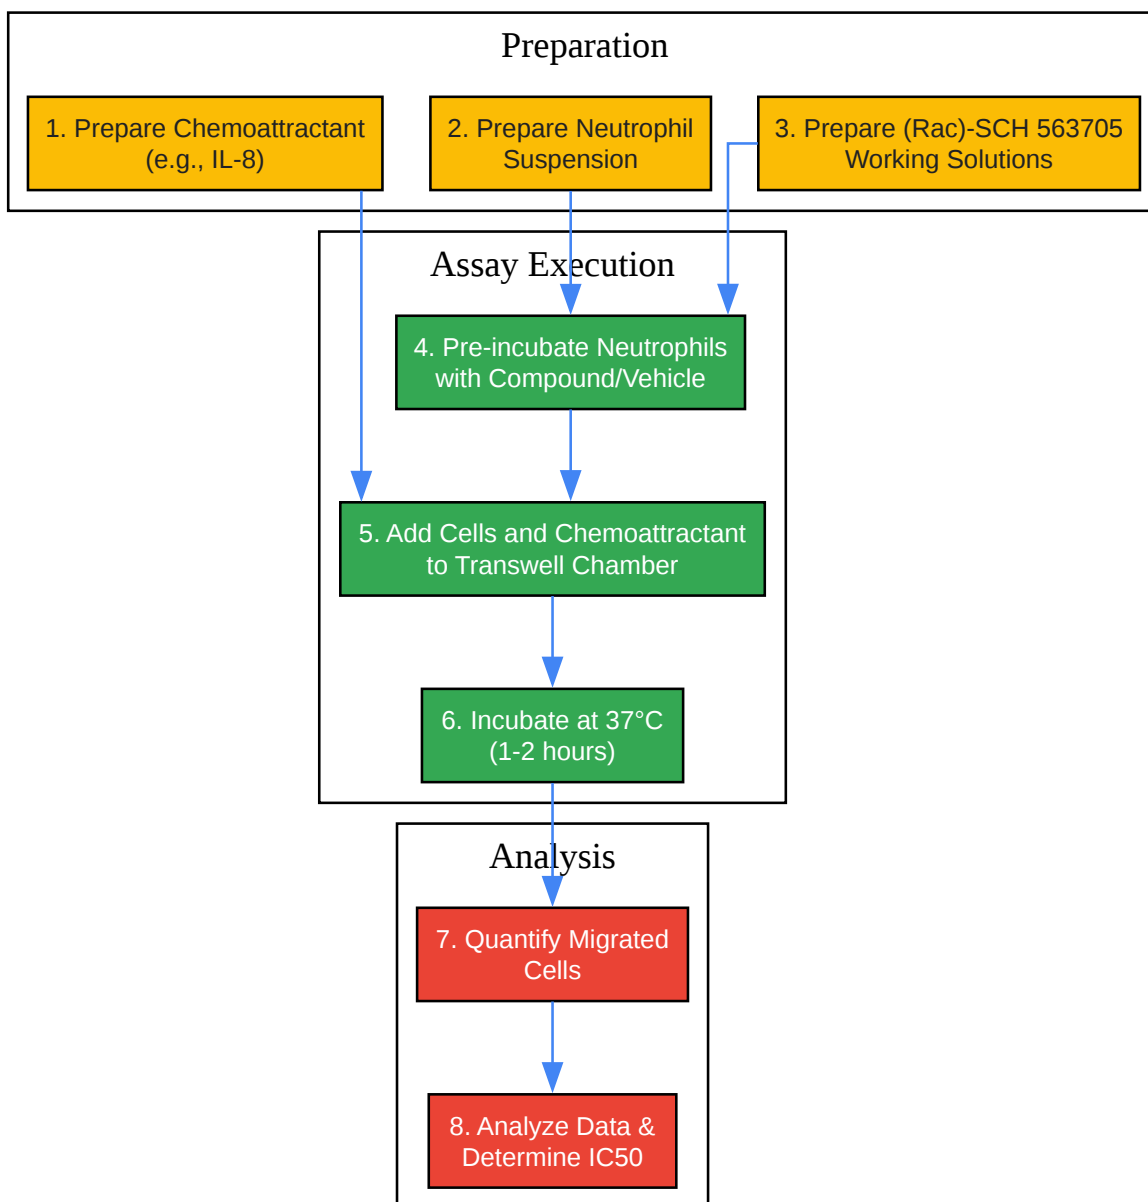 Preparation
1. Prepare Chemoattractant
(e.g., IL-8)
2. Prepare Neutrophil
Suspension
3. Prepare (Rac)-SCH 563705
Working Solutions
Assay Execution
4. Pre-incubate Neutrophils
with Compound/Vehicle
5. Add Cells and Chemoattractant
to Transwell Chamber
6. Incubate at 37°C
(1-2 hours)
Analysis
7. Quantify Migrated
Cells
8. Analyze Data &
Determine IC50